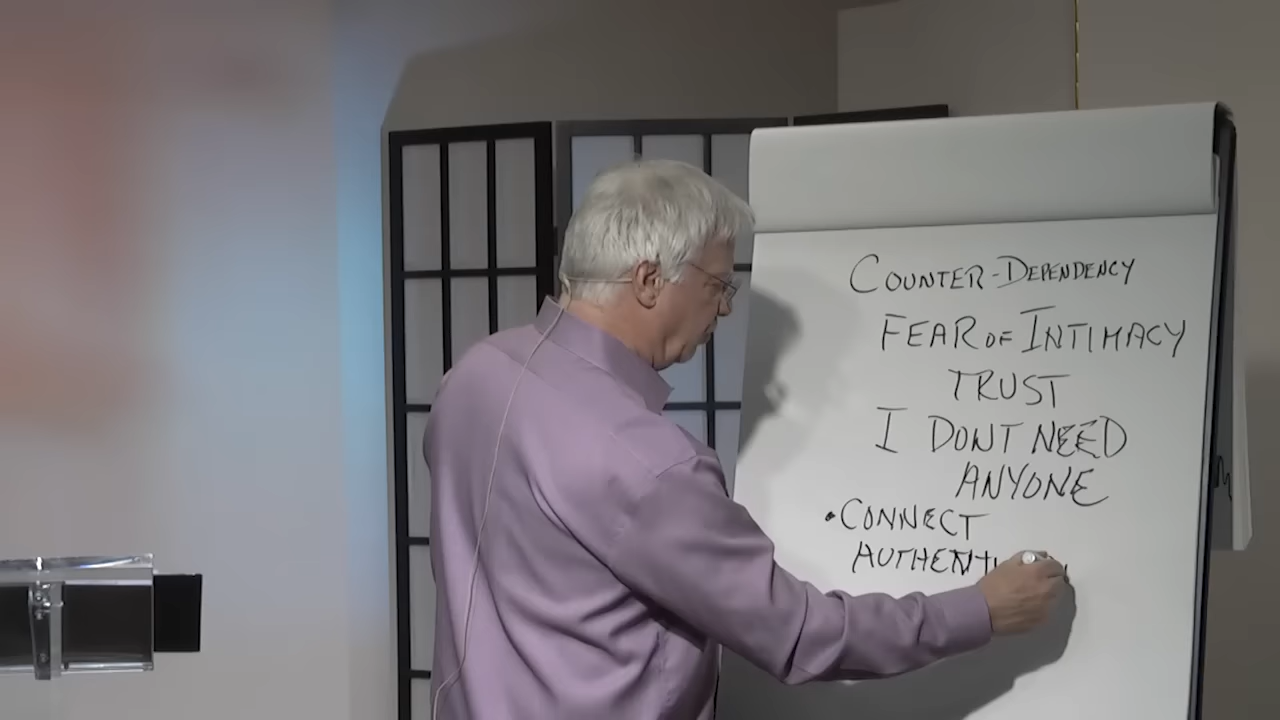 COUNTER-DEPENDENCY
FEAR OF INTIMACY
TRUST
I DONT NEED
ANYONE
• CONNECT